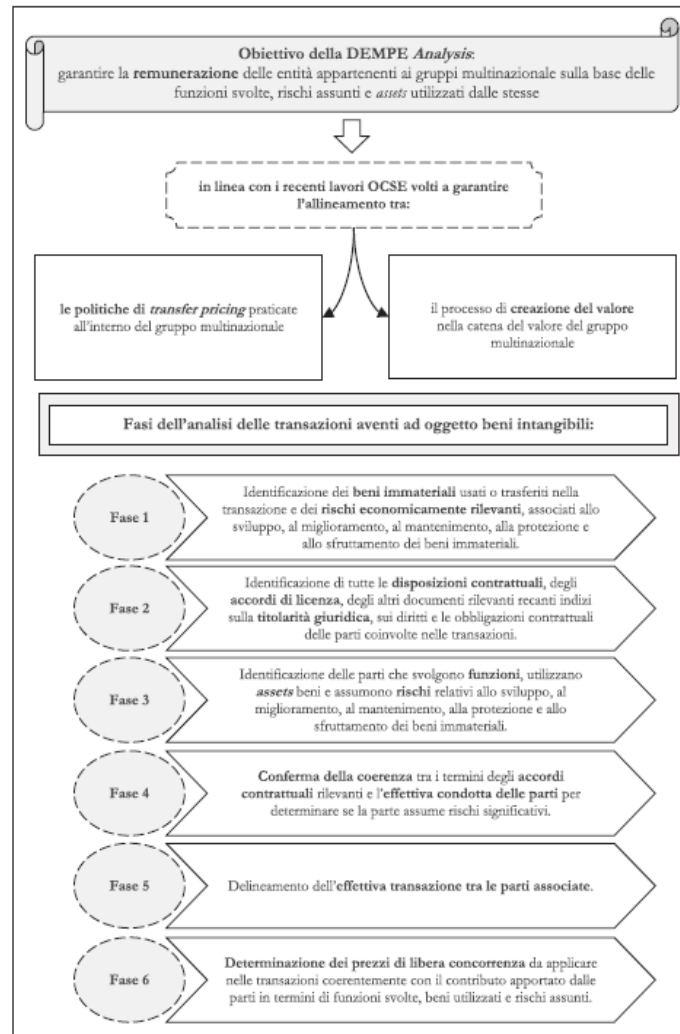 Obiettivo della DEMPE Analysis:
garantire la remunerazione delle entità appartenenti ai gruppi multinazionale sulla base delle
funzioni svolte, rischi assunti e assets utilizzati dalle stesse
in linea con i recenti lavori OCSE volti a garantire
l'allineamento tra:
le politiche di transfer pricing praticate
all'interno del gruppo multinazionale
il processo di creazione del valore
nella catena del valore del gruppo
multinazionale
Fasi dell'analisi delle transazioni aventi ad oggetto beni intangibili:
Fase 1
Identificazione dei beni immateriali usati o trasferiti nella
transazione e dei rischi economicamente rilevanti, associati allo
sviluppo, al miglioramento, al mantenimento, alla protezione e
allo sfruttamento dei beni immateriali.
Fase 2
Identificazione di tutte le disposizioni contrattuali, degli
accordi di licenza, degli altri documenti rilevanti recanti indizi
sulla titolarità giuridica, sui diritti e le obbligazioni contrattuali
delle parti coinvolte nelle transazioni.
Fase 3
Identificazione delle parti che svolgono funzioni, utilizzano
assets beni e assumono rischi relativi allo sviluppo, al
miglioramento, al mantenimento, alla protezione e allo
sfruttamento dei beni immateriali.
Fase 4
Conferma della coerenza tra i termini degli accordi
contrattuali rilevanti e l'effettiva condotta delle parti per
determinare se la parte assume rischi significativi.
Fase 5
Delineamento dell'effettiva transazione tra le parti associate.
Fase 6
Determinazione dei prezzi di libera concorrenza da applicare
nelle transazioni coerentemente con il contributo apportato dalle
parti in termini di funzioni svolte, beni utilizzati e rischi assunti.